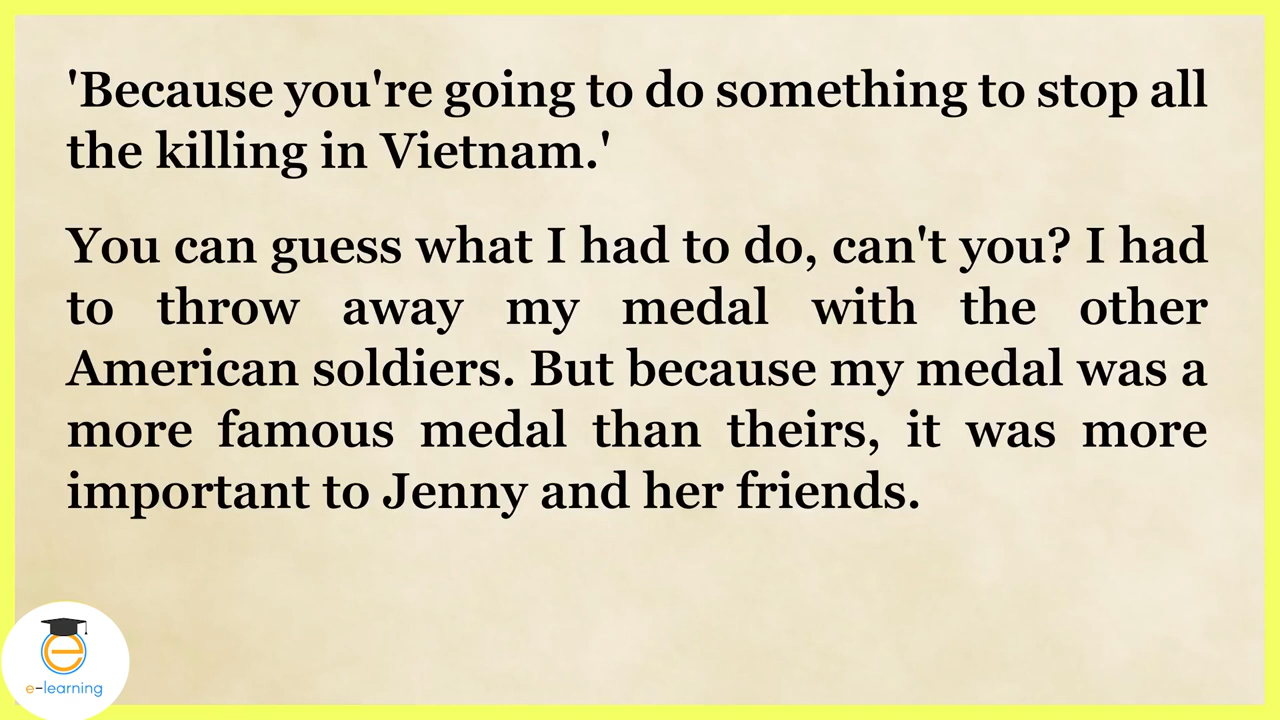 'Because you're going to do something to stop all
the killing in Vietnam.'
You can guess what I had to do, can't you? I had
to throw away my medal with the other
American soldiers. But because my medal was a
more famous medal than theirs, it was more
important to Jenny and her friends.
e
e-learning